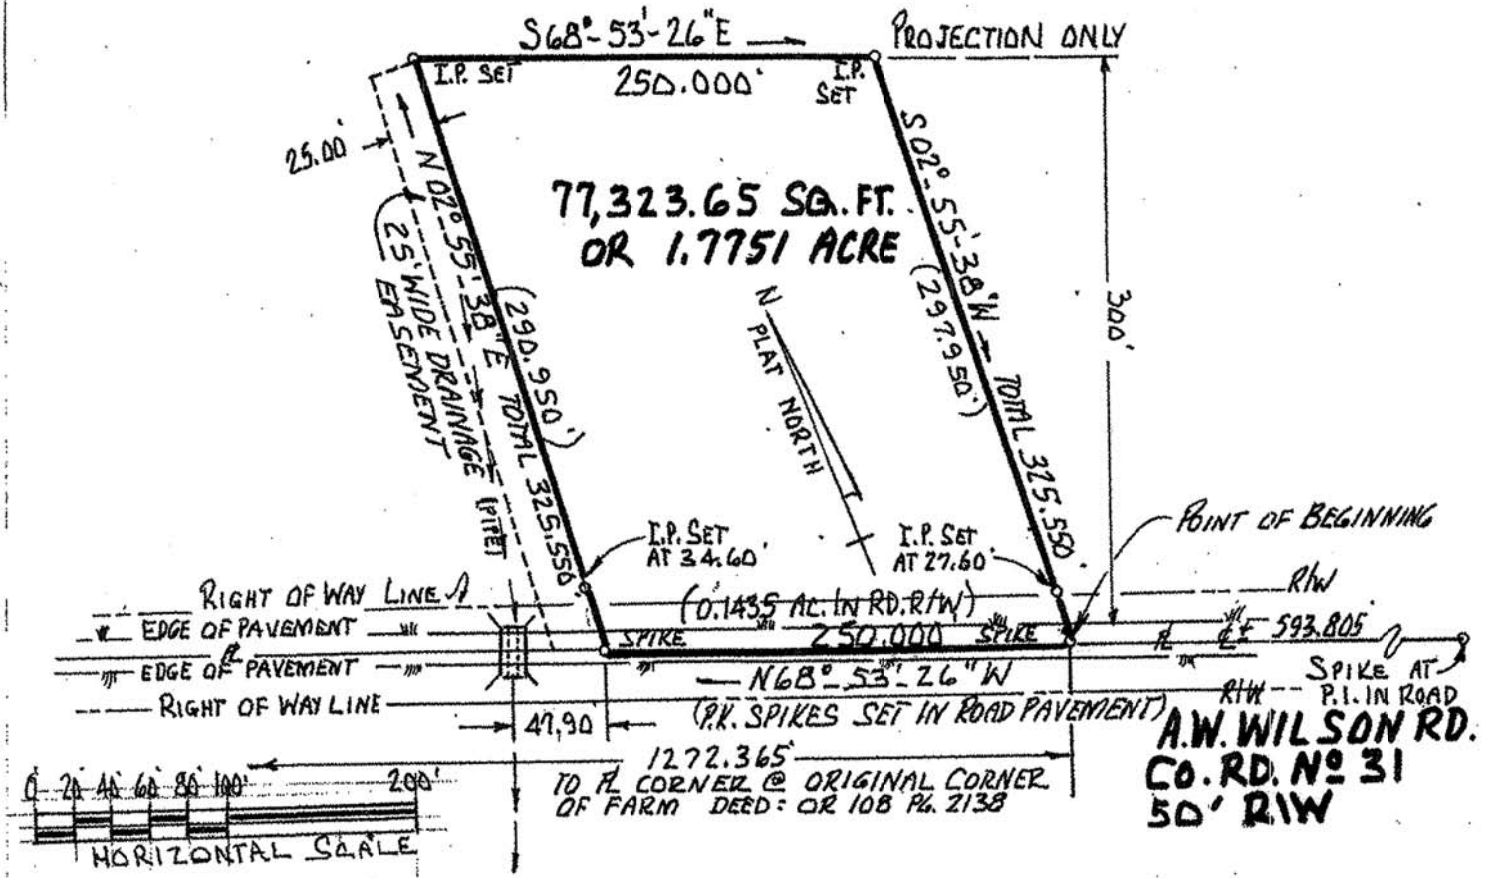 S68°-53'-26"E
PROJECTION ONLY
I.P. SET
250.000'
I.P.
SET
25.00'
N 02°-55'-38"E TOTAL 325.550
(290.950')
25' WIDE DRAINAGE (PIPE)
EASEMENT
77,323.65 SQ.FT.
OR 1.7751 ACRE
S 02°-55'-38"W TOTAL 325.550
(297.950')
300'
N
PLAT NORTH
I.P. SET
AT 34.60'
I.P. SET
AT 27.60'
POINT OF BEGINNING
RIGHT OF WAY LINE
(0.1435 AC. IN RD. R/W)
R/W
EDGE OF PAVEMENT
SPIKE
250.000
SPIKE
593.805'
EDGE OF PAVEMENT
N68°-53'-26"W
SPIKE AT
P.I. IN ROAD
RIGHT OF WAY LINE
(P.K. SPIKES SET IN ROAD PAVEMENT)
R/W
47.90'
A.W. WILSON RD.
CO. RD. Nº 31
50' R/W
1272.365'
TO ⅊ CORNER @ ORIGINAL CORNER
OF FARM DEED: OR 108 PG. 2138
0' 20' 40' 60' 80' 100' 200'
HORIZONTAL SCALE